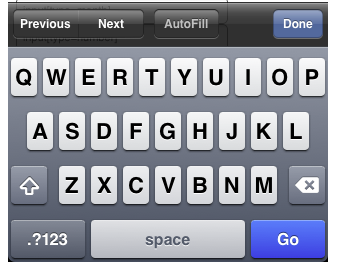 Previous Next AutoFill Done
Q W E R T Y U I O P
A S D F G H J K L
Z X C V B N M
.?123 space Go